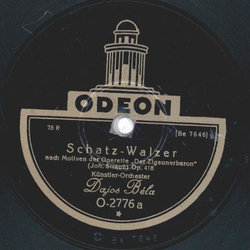 ODEON
78 R
[Be 7646]
Schatz-Walzer
nach Motiven der Operette „Der Zigeunerbaron"
(Joh. Strauß) Op. 418
Künstler-Orchester
Dajos Béla
O-2776a
*